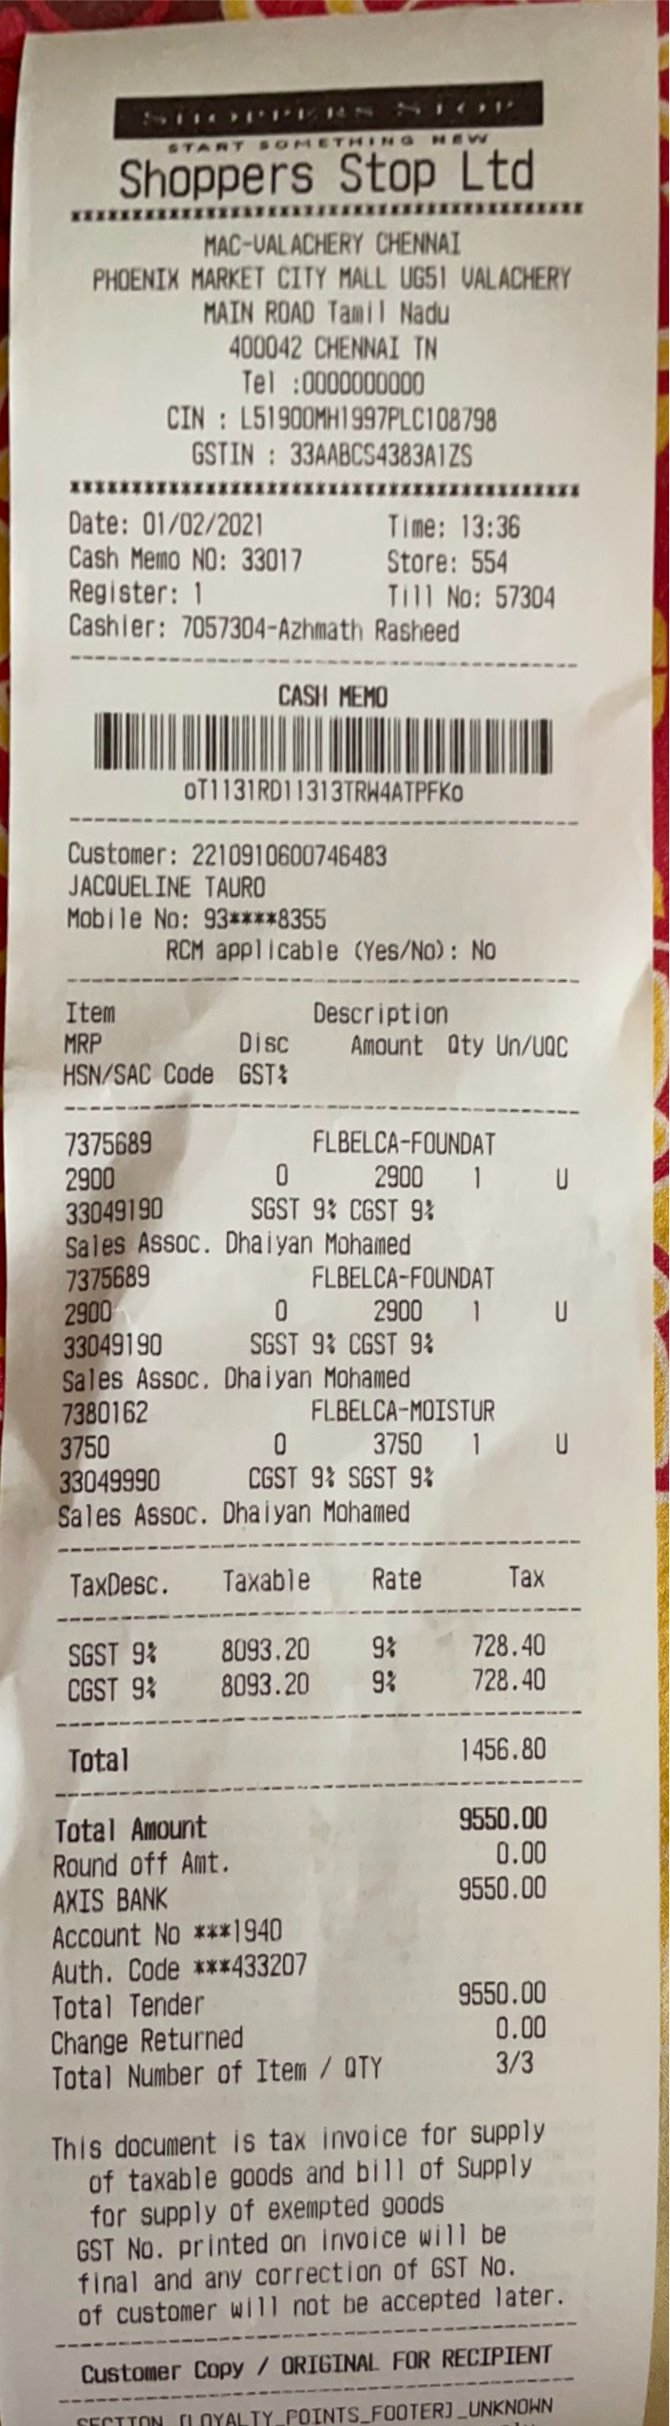 SHOPPERS STOP
START SOMETHING NEW
Shoppers Stop Ltd
MAC-VALACHERY CHENNAI
PHOENIX MARKET CITY MALL UG51 VALACHERY
MAIN ROAD Tamil Nadu
400042 CHENNAI TN
Tel :0000000000
CIN : L51900MH1997PLC108798
GSTIN : 33AABCS4383A1ZS
Date: 01/02/2021 Time: 13:36
Cash Memo NO: 33017 Store: 554
Register: 1 Till No: 57304
Cashier: 7057304-Azhmath Rasheed
CASH MEMO
oT1131RD11313TRW4ATPFKo
Customer: 2210910600746483
JACQUELINE TAURO
Mobile No: 93****8355
RCM applicable (Yes/No): No
Item Description
MRP Disc Amount Qty Un/UQC
HSN/SAC Code GST%
7375689 FLBELCA-FOUNDAT
2900 0 2900 1 U
33049190 SGST 9% CGST 9%
Sales Assoc. Dhaiyan Mohamed
7375689 FLBELCA-FOUNDAT
2900 0 2900 1 U
33049190 SGST 9% CGST 9%
Sales Assoc. Dhaiyan Mohamed
7380162 FLBELCA-MOISTUR
3750 0 3750 1 U
33049990 CGST 9% SGST 9%
Sales Assoc. Dhaiyan Mohamed
TaxDesc. Taxable Rate Tax
SGST 9% 8093.20 9% 728.40
CGST 9% 8093.20 9% 728.40
Total 1456.80
Total Amount 9550.00
Round off Amt. 0.00
AXIS BANK 9550.00
Account No ***1940
Auth. Code ***433207
Total Tender 9550.00
Change Returned 0.00
Total Number of Item / QTY 3/3
This document is tax invoice for supply
of taxable goods and bill of Supply
for supply of exempted goods
GST No. printed on invoice will be
final and any correction of GST No.
of customer will not be accepted later.
Customer Copy / ORIGINAL FOR RECIPIENT
SECTION [LOYALTY_POINTS_FOOTER]_UNKNOWN